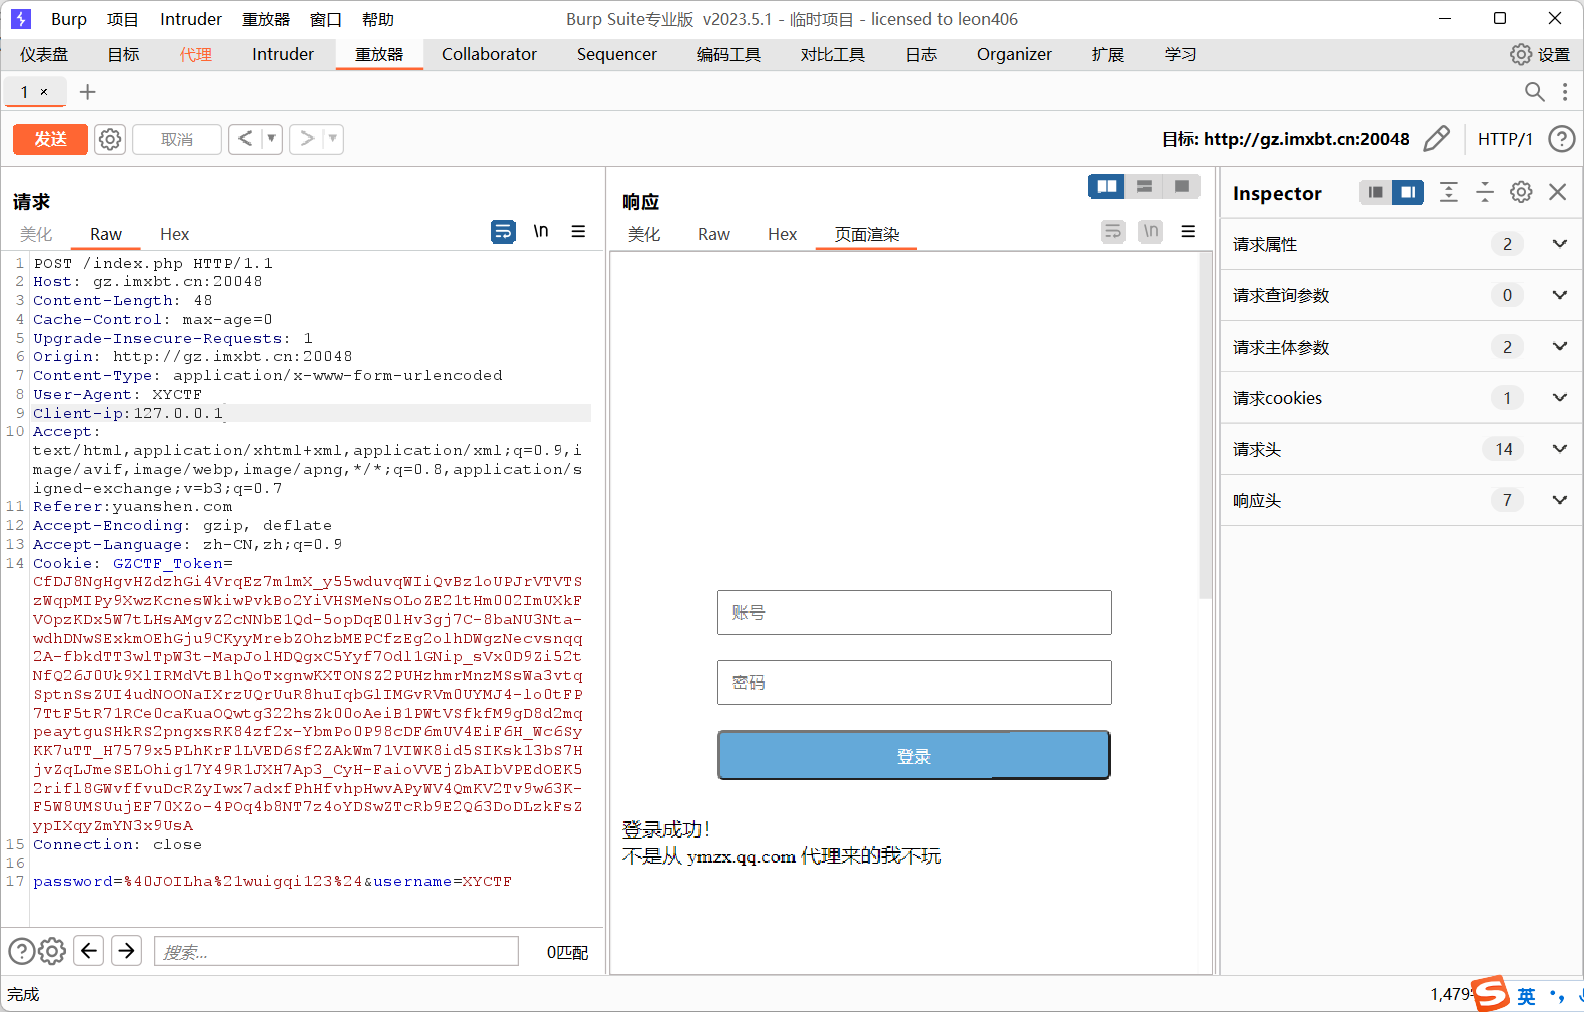 Burp 项目 Intruder 重放器 窗口 帮助 Burp Suite专业版 v2023.5.1 - 临时项目 - licensed to leon406
仪表盘 目标 代理 Intruder 重放器 Collaborator Sequencer 编码工具 对比工具 日志 Organizer 扩展 学习 设置
1 ×
发送 取消 目标: http://gz.imxbt.cn:20048 HTTP/1
请求
美化 Raw Hex \n
1 POST /index.php HTTP/1.1
2 Host: gz.imxbt.cn:20048
3 Content-Length: 48
4 Cache-Control: max-age=0
5 Upgrade-Insecure-Requests: 1
6 Origin: http://gz.imxbt.cn:20048
7 Content-Type: application/x-www-form-urlencoded
8 User-Agent: XYCTF
9 Client-ip:127.0.0.1
10 Accept:
text/html,application/xhtml+xml,application/xml;q=0.9,i
mage/avif,image/webp,image/apng,*/*;q=0.8,application/s
igned-exchange;v=b3;q=0.7
11 Referer:yuanshen.com
12 Accept-Encoding: gzip, deflate
13 Accept-Language: zh-CN,zh;q=0.9
14 Cookie: GZCTF_Token=
15 Connection: close
16
17 password=%40JOILha%21wuigqi123%24&username=XYCTF
搜索... 0匹配
响应
美化 Raw Hex 页面渲染 \n
账号
密码
登录
登录成功!
不是从 ymzx.qq.com 代理来的我不玩
Inspector
请求属性 2
请求查询参数 0
请求主体参数 2
请求cookies 1
请求头 14
响应头 7
完成 1,479
英